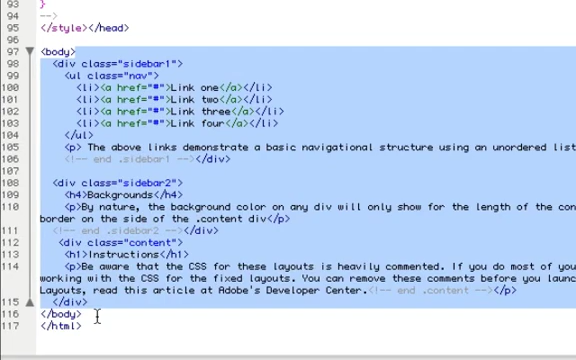 93 }
94
95 --> 
95 </style></head>
96
97 <body>
98 <div class="sidebar1">
99 <ul class="nav">
100 <li><a href="#">Link one</a></li>
101 <li><a href="#">Link two</a></li>
102 <li><a href="#">Link three</a></li>
103 <li><a href="#">Link four</a></li>
104 </ul>
105 <p> The above links demonstrate a basic navigational structure using an unordered list
106 <!-- end .sidebar1 --></div>
107
108 <div class="sidebar2">
109 <h4>Backgrounds</h4>
110 <p>By nature, the background color on any div will only show for the length of the con
border on the side of the .content div</p>
111 <!-- end .sidebar2 --></div>
112 <div class="content">
113 <h1>Instructions</h1>
114 <p>Be aware that the CSS for these layouts is heavily commented. If you do most of you
working with the CSS for the fixed layouts. You can remove these comments before you launc
Layouts, read this article at Adobe's Developer Center.<!-- end .content --></p>
115 </div>
116 </body>
117 </html>